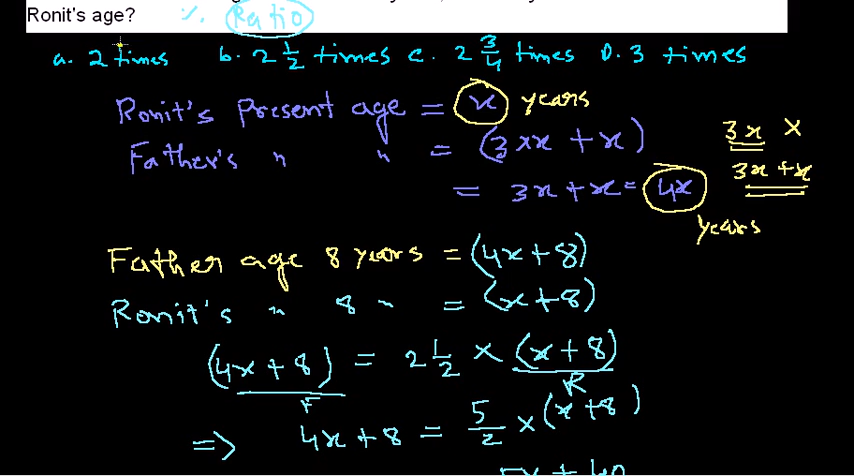 Ronit's age? % Ratio
a. 2 times b. 2 1/2 times c. 2 3/4 times D. 3 times
Ronit's present age = x years
Father's " " = (3xx + x) 3x X
= 3x + x = 4x 3x + x
years
Father age 8 years = (4x + 8)
Ronit's " 8 " = (x + 8)
(4x + 8) = 2 1/2 × (x + 8)
F R
=> 4x + 8 = 5/2 × (x + 8)